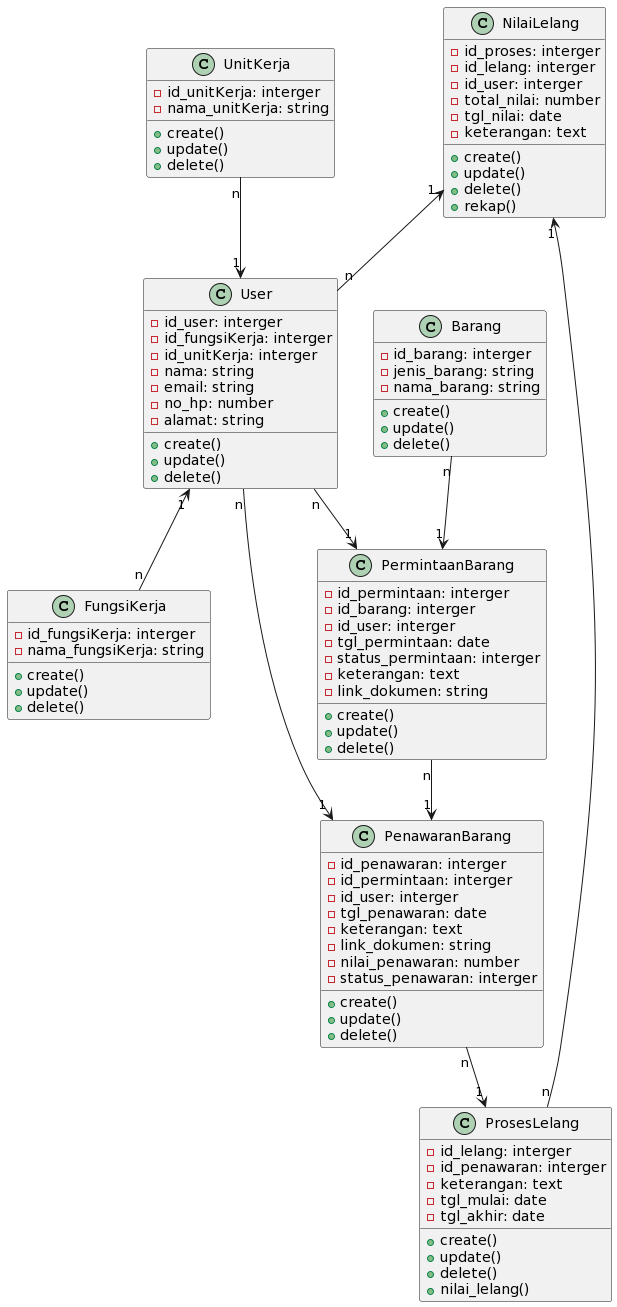 C NilaiLelang
id_proses: interger
id_lelang: interger
id_user: interger
total_nilai: number
tgl_nilai: date
keterangan: text
create()
update()
delete()
rekap()
C UnitKerja
id_unitKerja: interger
nama_unitKerja: string
create()
update()
delete()
n
1
1
n
1
C User
id_user: interger
id_fungsiKerja: interger
id_unitKerja: interger
nama: string
email: string
no_hp: number
alamat: string
create()
update()
delete()
C Barang
id_barang: interger
jenis_barang: string
nama_barang: string
create()
update()
delete()
1
n
n
n
n
1
1
C FungsiKerja
id_fungsiKerja: interger
nama_fungsiKerja: string
create()
update()
delete()
C PermintaanBarang
id_permintaan: interger
id_barang: interger
id_user: interger
tgl_permintaan: date
status_permintaan: interger
keterangan: text
link_dokumen: string
create()
update()
delete()
n
1
1
C PenawaranBarang
id_penawaran: interger
id_permintaan: interger
id_user: interger
tgl_penawaran: date
keterangan: text
link_dokumen: string
nilai_penawaran: number
status_penawaran: interger
create()
update()
delete()
n
1
n
C ProsesLelang
id_lelang: interger
id_penawaran: interger
keterangan: text
tgl_mulai: date
tgl_akhir: date
create()
update()
delete()
nilai_lelang()